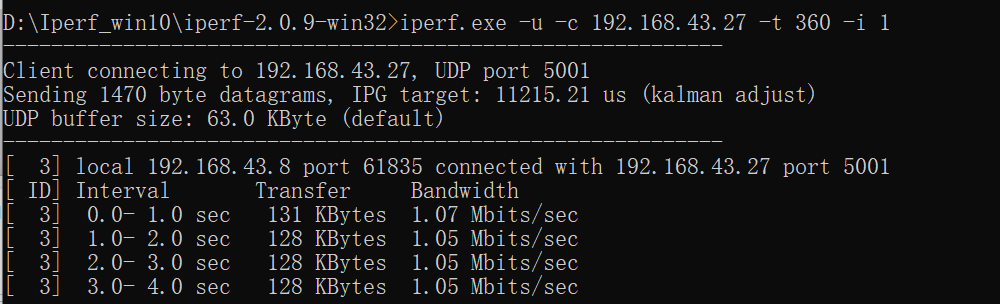 D:\Iperf_win10\iperf-2.0.9-win32>iperf.exe -u -c 192.168.43.27 -t 360 -i 1
------------------------------------------------------------
Client connecting to 192.168.43.27, UDP port 5001
Sending 1470 byte datagrams, IPG target: 11215.21 us (kalman adjust)
UDP buffer size: 63.0 KByte (default)
------------------------------------------------------------
[  3] local 192.168.43.8 port 61835 connected with 192.168.43.27 port 5001
[ ID] Interval       Transfer     Bandwidth
[  3]  0.0- 1.0 sec   131 KBytes  1.07 Mbits/sec
[  3]  1.0- 2.0 sec   128 KBytes  1.05 Mbits/sec
[  3]  2.0- 3.0 sec   128 KBytes  1.05 Mbits/sec
[  3]  3.0- 4.0 sec   128 KBytes  1.05 Mbits/sec